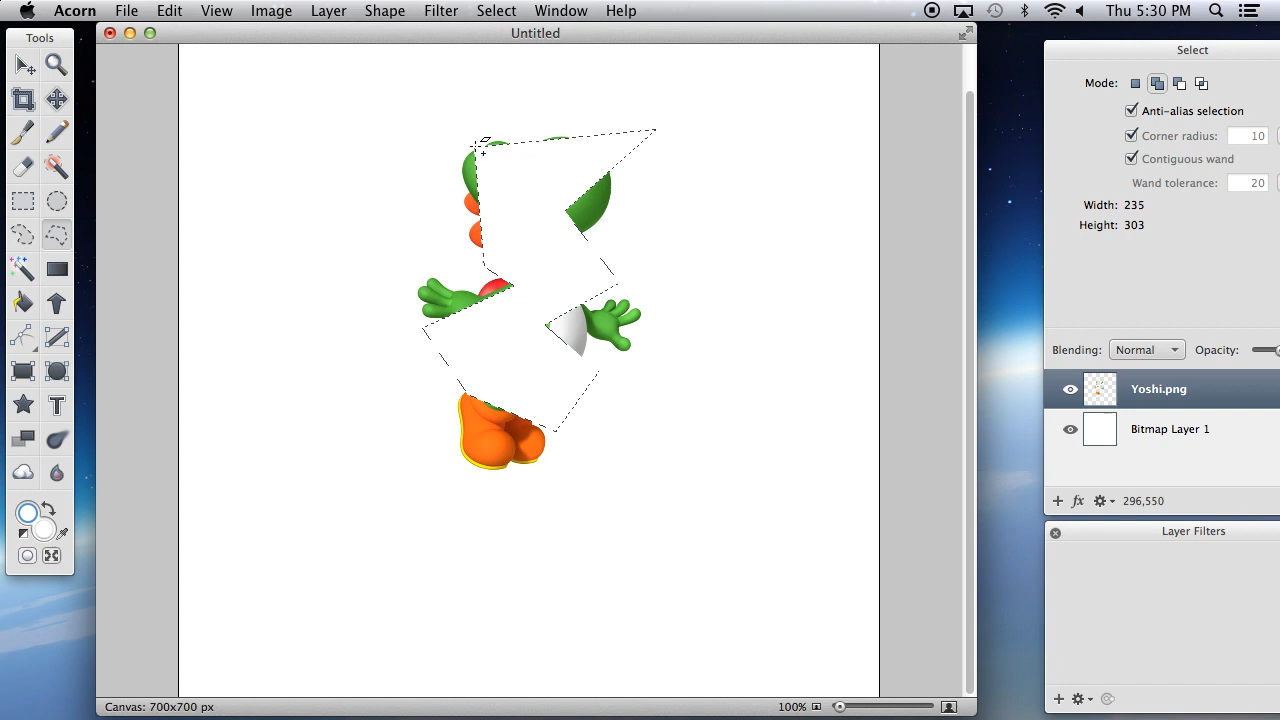 Acorn File Edit View Image Layer Shape Filter Select Window Help Thu 5:30 PM
Tools
Untitled
Select
Mode:
Anti-alias selection
Corner radius: 10
Contiguous wand
Wand tolerance: 20
Width: 235
Height: 303
Blending: Normal Opacity:
Yoshi.png
Bitmap Layer 1
T
+ fx 296,550
Layer Filters
Canvas: 700x700 px 100%